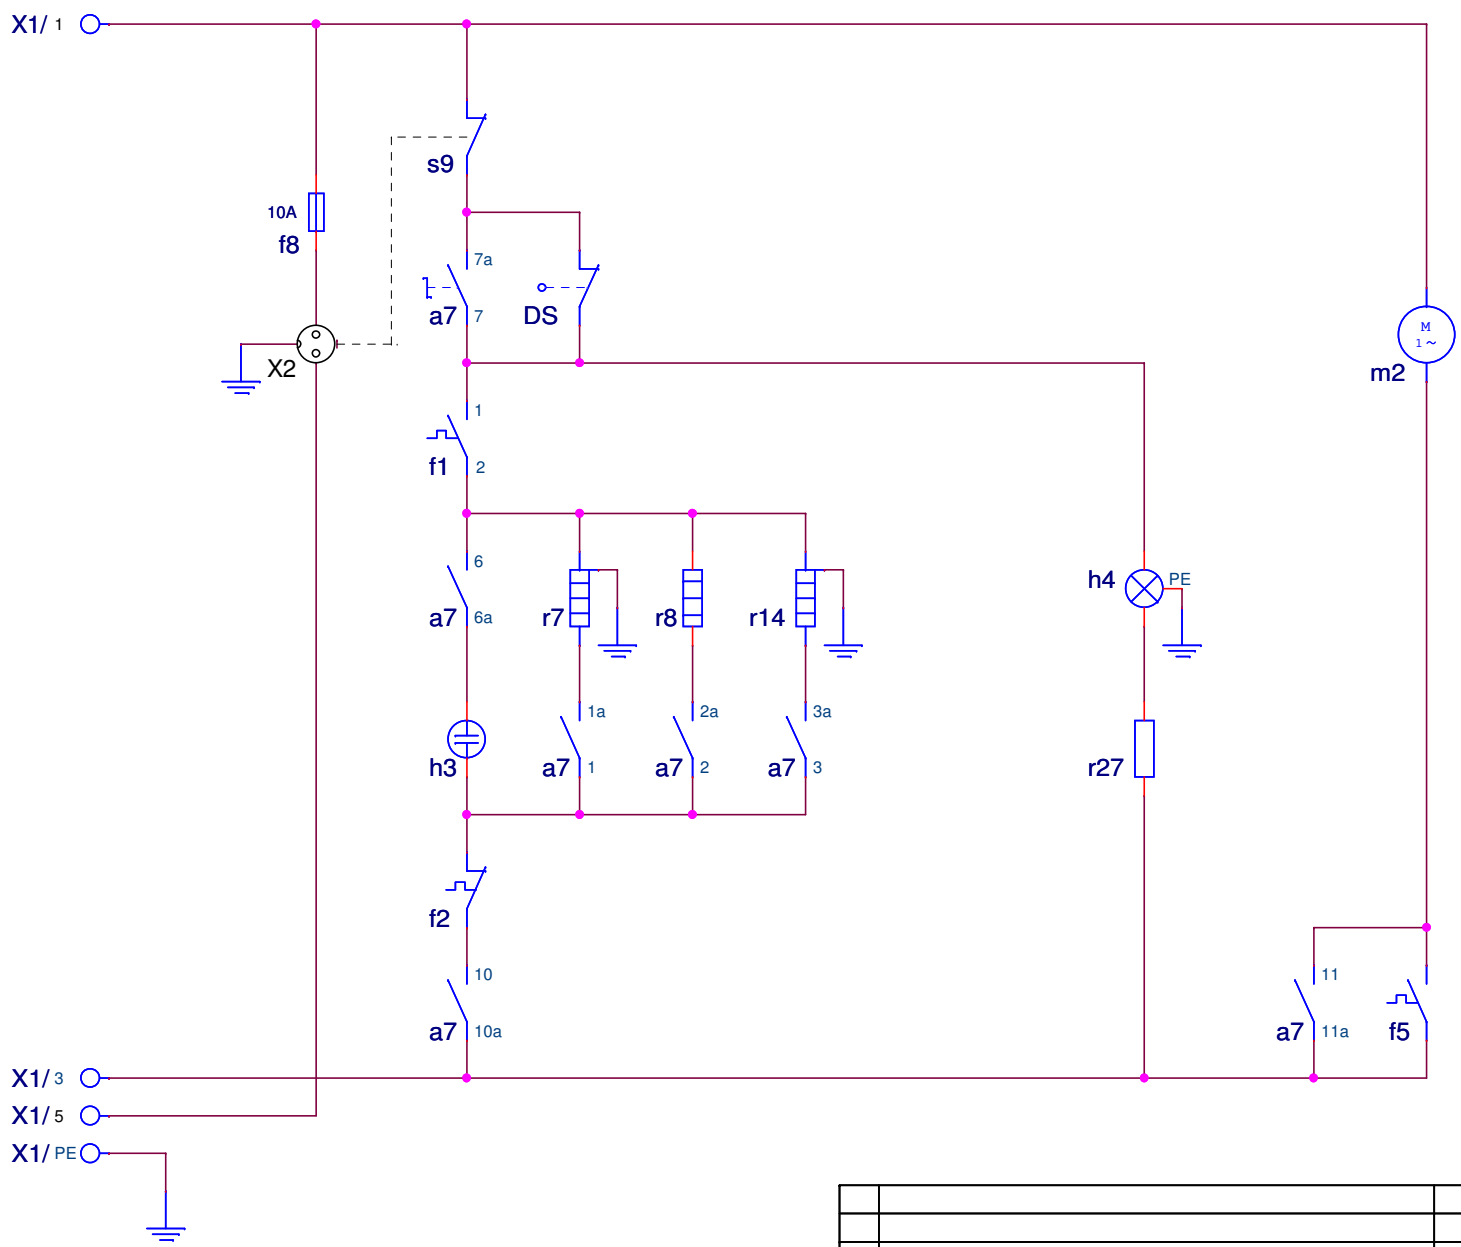 X1/ 1
s9
10A
f8
7a
a7 7
DS
X2
M
1~
m2
1
f1 2
6
a7 6a
r7
r8
r14
h4 PE
1a
2a
3a
h3
a7 1
a7 2
a7 3
r27
f2
10
a7 10a
11
a7 11a
f5
X1/ 3
X1/ 5
X1/ PE